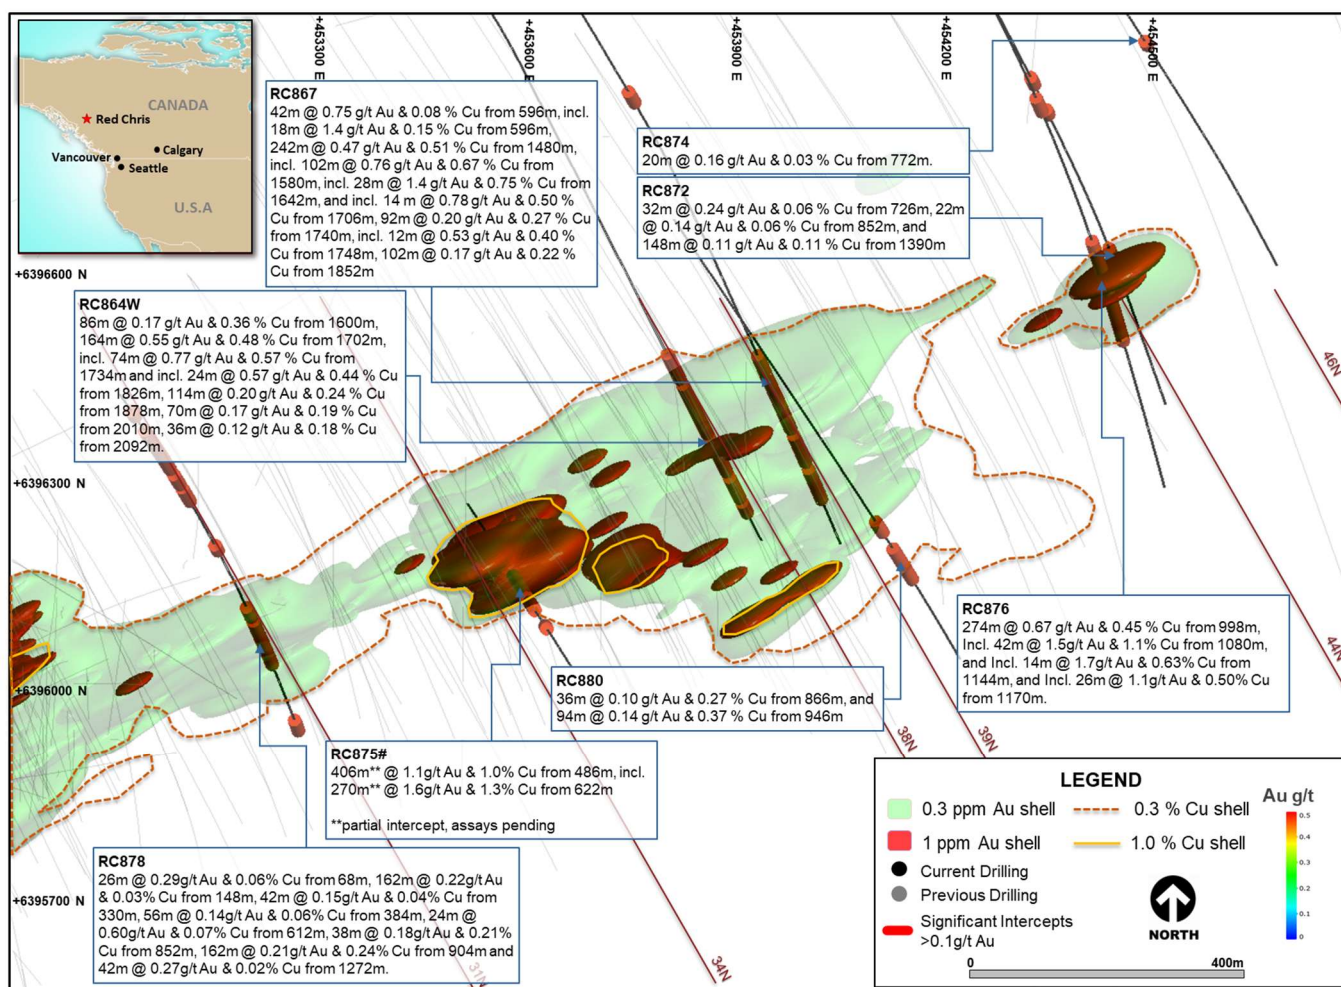 +453300 E
+453600 E
+453900 E
+454200 E
+454500 E
CANADA
Red Chris
Vancouver
Calgary
Seattle
U.S.A
RC867
42m @ 0.75 g/t Au & 0.08 % Cu from 596m, incl.
18m @ 1.4 g/t Au & 0.15 % Cu from 596m,
242m @ 0.47 g/t Au & 0.51 % Cu from 1480m,
incl. 102m @ 0.76 g/t Au & 0.67 % Cu from
1580m, incl. 28m @ 1.4 g/t Au & 0.75 % Cu from
1642m, and incl. 14 m @ 0.78 g/t Au & 0.50 %
Cu from 1706m, 92m @ 0.20 g/t Au & 0.27 % Cu
from 1740m, incl. 12m @ 0.53 g/t Au & 0.40 %
Cu from 1748m, 102m @ 0.17 g/t Au & 0.22 %
Cu from 1852m
RC874
20m @ 0.16 g/t Au & 0.03 % Cu from 772m.
RC872
32m @ 0.24 g/t Au & 0.06 % Cu from 726m, 22m
@ 0.14 g/t Au & 0.06 % Cu from 852m, and
148m @ 0.11 g/t Au & 0.11 % Cu from 1390m
+6396600 N
RC864W
86m @ 0.17 g/t Au & 0.36 % Cu from 1600m,
164m @ 0.55 g/t Au & 0.48 % Cu from 1702m,
incl. 74m @ 0.77 g/t Au & 0.57 % Cu from
1734m and incl. 24m @ 0.57 g/t Au & 0.44 % Cu
from 1826m, 114m @ 0.20 g/t Au & 0.24 % Cu
from 1878m, 70m @ 0.17 g/t Au & 0.19 % Cu
from 2010m, 36m @ 0.12 g/t Au & 0.18 % Cu
from 2092m.
46N
+6396300 N
+6396000 N
RC876
274m @ 0.67 g/t Au & 0.45 % Cu from 998m,
Incl. 42m @ 1.5g/t Au & 1.1% Cu from 1080m,
and Incl. 14m @ 1.7g/t Au & 0.63% Cu from
1144m, and Incl. 26m @ 1.1g/t Au & 0.50% Cu
from 1170m.
44N
RC880
36m @ 0.10 g/t Au & 0.27 % Cu from 866m, and
94m @ 0.14 g/t Au & 0.37 % Cu from 946m
38N
39N
RC875#
406m** @ 1.1g/t Au & 1.0% Cu from 486m, incl.
270m** @ 1.6g/t Au & 1.3% Cu from 622m
**partial intercept, assays pending
RC878
26m @ 0.29g/t Au & 0.06% Cu from 68m, 162m @ 0.22g/t Au
& 0.03% Cu from 148m, 42m @ 0.15g/t Au & 0.04% Cu from
330m, 56m @ 0.14g/t Au & 0.06% Cu from 384m, 24m @
0.60g/t Au & 0.07% Cu from 612m, 38m @ 0.18g/t Au & 0.21%
Cu from 852m, 162m @ 0.21g/t Au & 0.24% Cu from 904m and
42m @ 0.27g/t Au & 0.02% Cu from 1272m.
+6395700 N
31N
34N
LEGEND
0.3 ppm Au shell
0.3 % Cu shell
1 ppm Au shell
1.0 % Cu shell
Current Drilling
Previous Drilling
Significant Intercepts
>0.1g/t Au
Au g/t
0.5
0.4
0.3
0.2
0.1
0
NORTH
0
400m